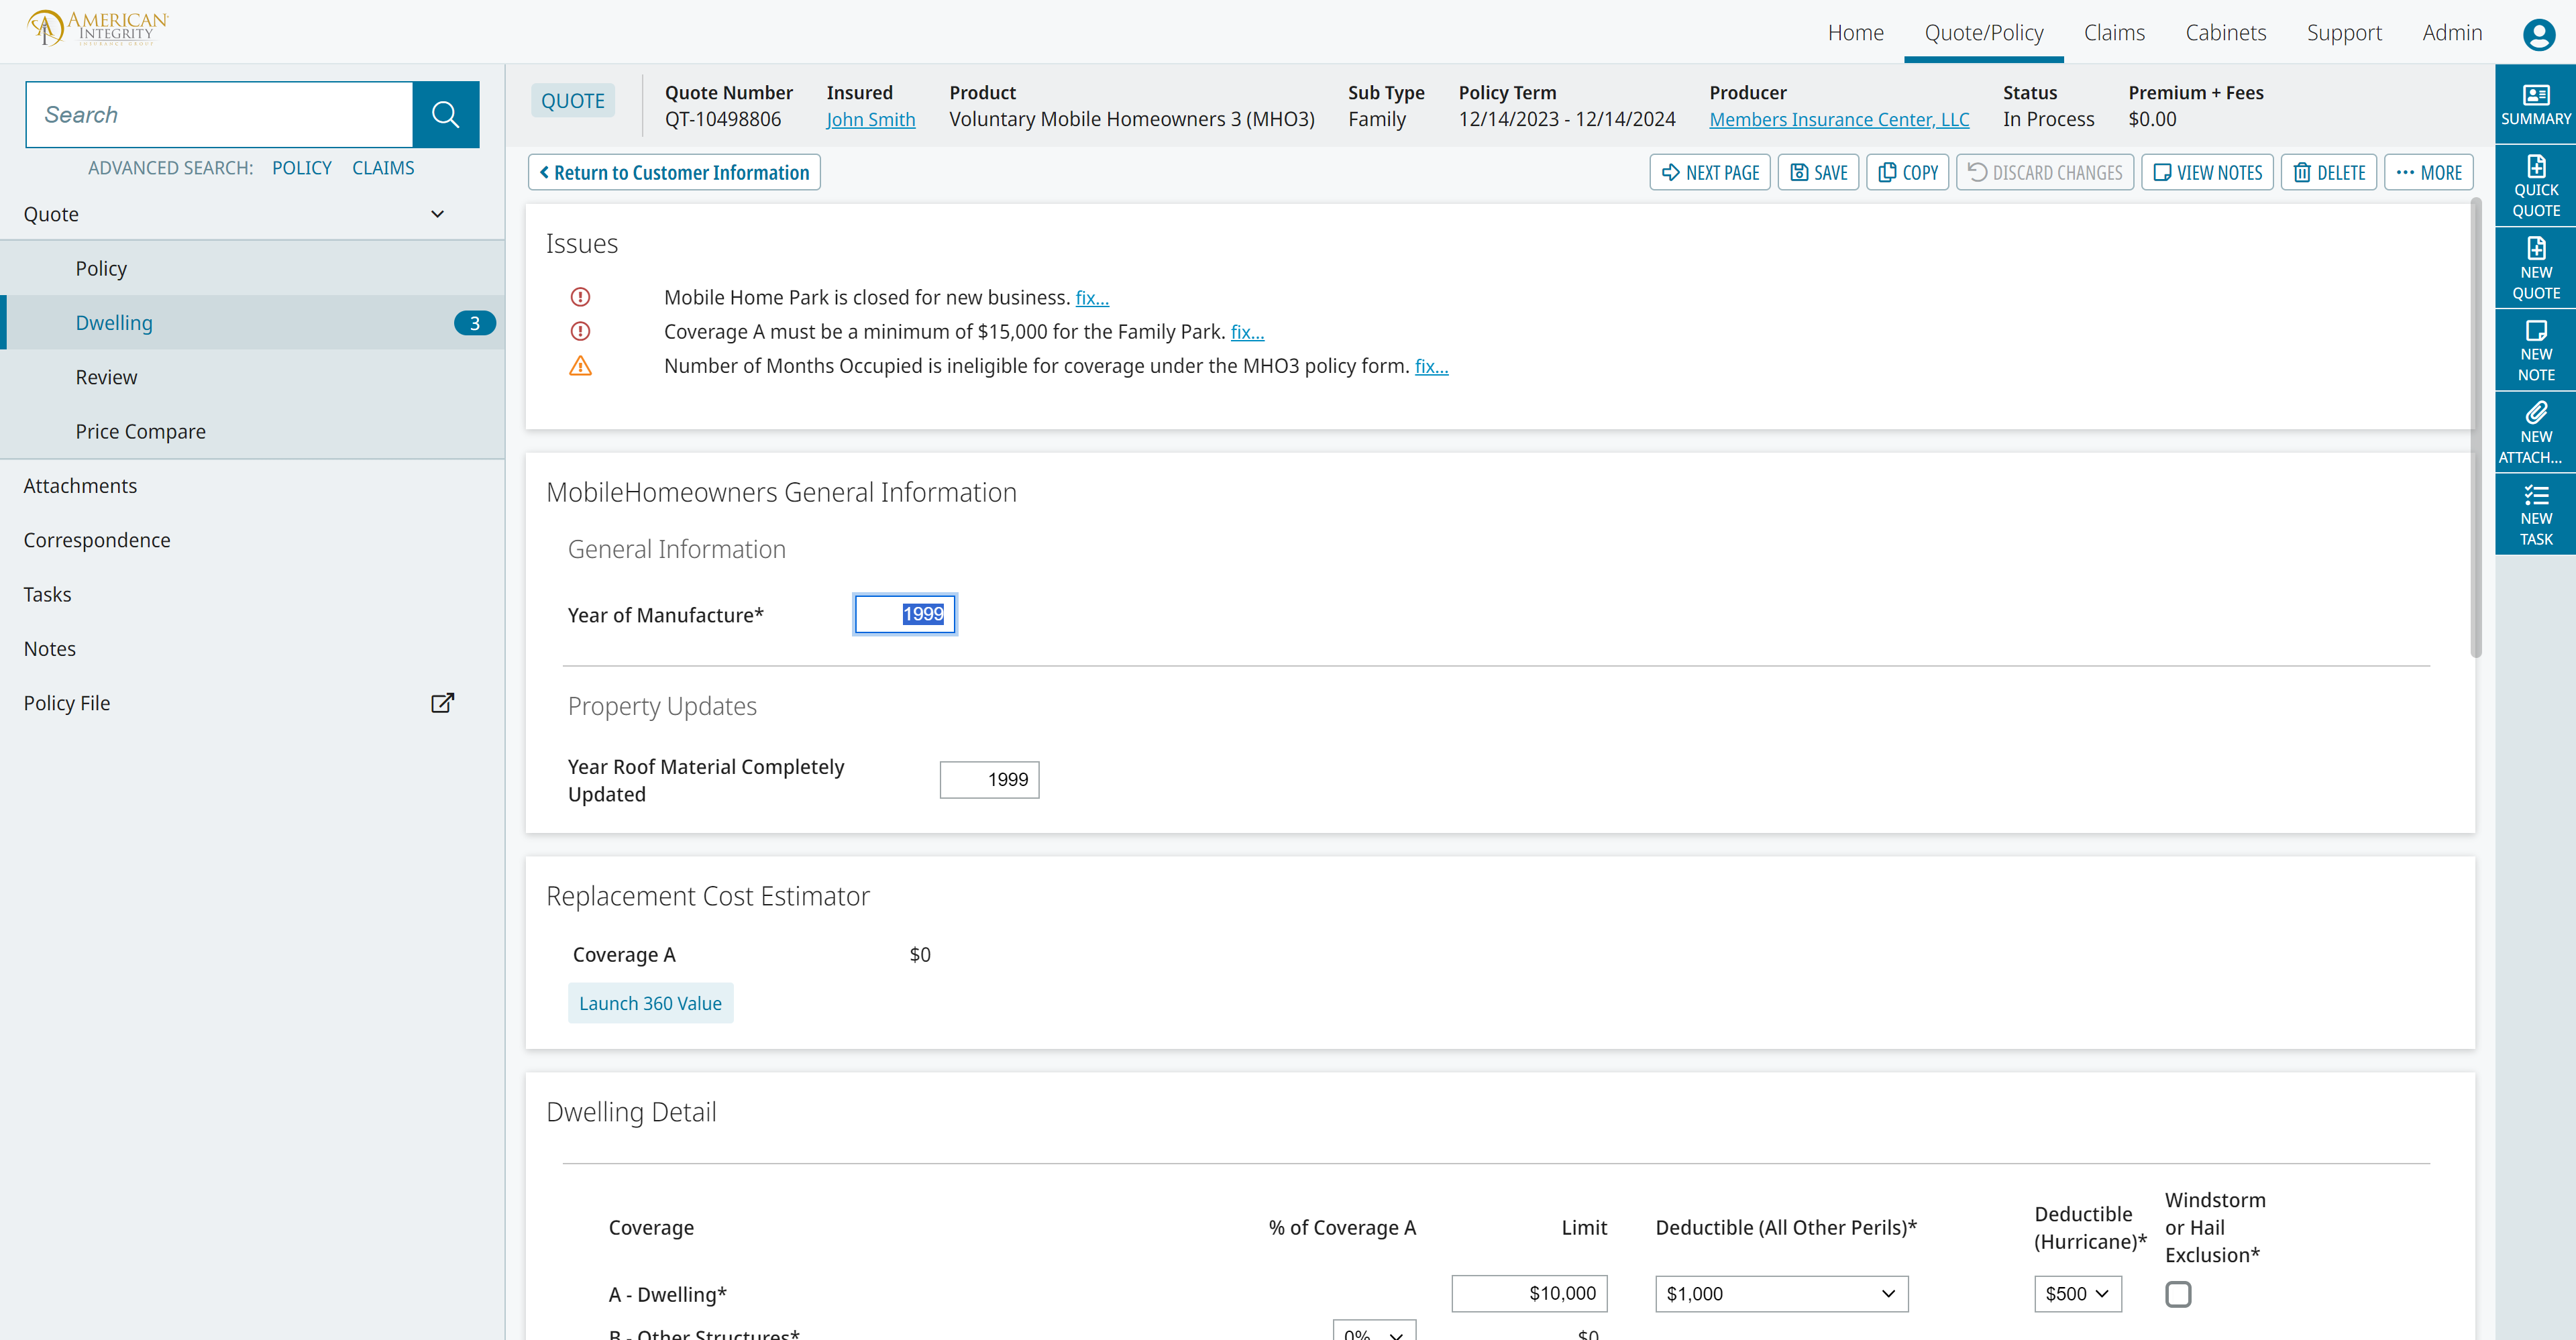 AMERICAN
INTEGRITY
INSURANCE GROUP
Home Quote/Policy Claims Cabinets Support Admin
Search
ADVANCED SEARCH: POLICY CLAIMS
Quote
Policy
Dwelling 3
Review
Price Compare
Attachments
Correspondence
Tasks
Notes
Policy File
QUOTE
Quote Number Insured Product Sub Type Policy Term Producer Status Premium + Fees
QT-10498806 John Smith Voluntary Mobile Homeowners 3 (MHO3) Family 12/14/2023 - 12/14/2024 Members Insurance Center, LLC In Process $0.00
Return to Customer Information NEXT PAGE SAVE COPY DISCARD CHANGES VIEW NOTES DELETE MORE
Issues
Mobile Home Park is closed for new business. fix...
Coverage A must be a minimum of $15,000 for the Family Park. fix...
Number of Months Occupied is ineligible for coverage under the MHO3 policy form. fix...
MobileHomeowners General Information
General Information
Year of Manufacture* 1999
Property Updates
Year Roof Material Completely
Updated 1999
Replacement Cost Estimator
Coverage A $0
Launch 360 Value
Dwelling Detail
Coverage % of Coverage A Limit Deductible (All Other Perils)* Deductible
(Hurricane)*
Windstorm
or Hail
Exclusion*
A - Dwelling* $10,000 $1,000 $500
B - Other Structures* 0% $0
SUMMARY
QUICK
QUOTE
NEW
QUOTE
NEW
NOTE
NEW
ATTACH...
NEW
TASK